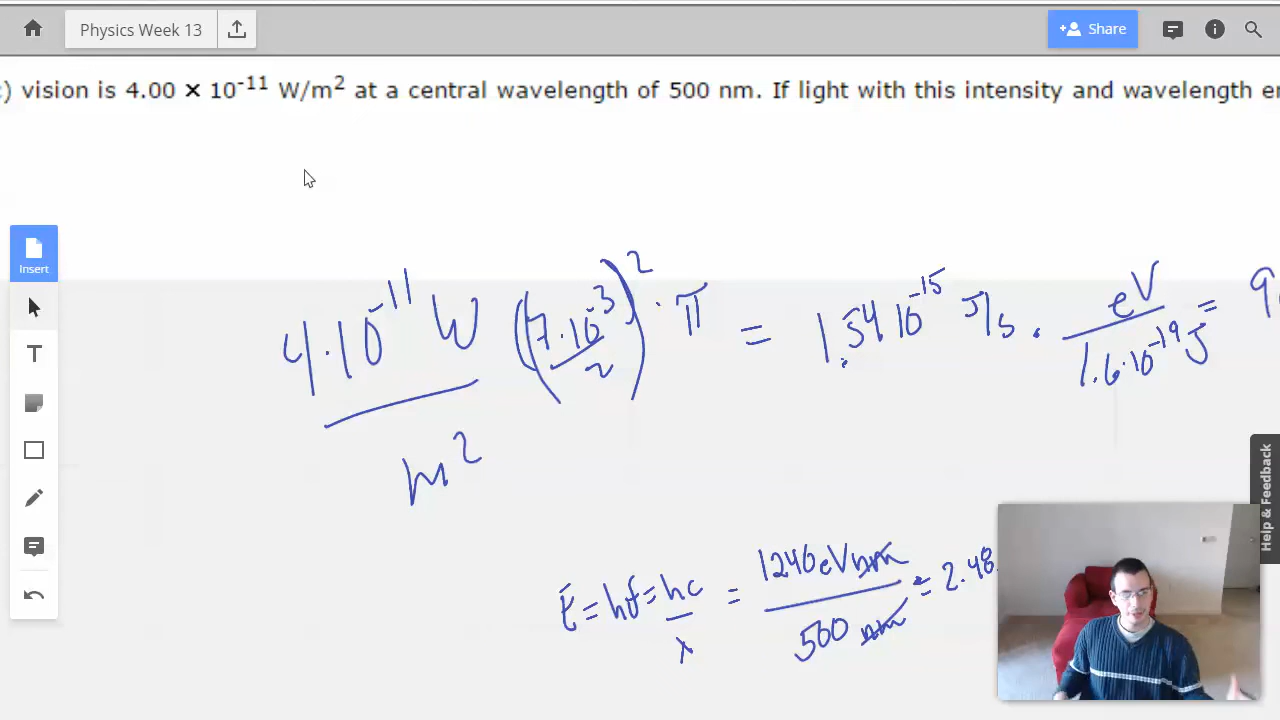 Physics Week 13
Share
) vision is 4.00 × 10⁻¹¹ W/m² at a central wavelength of 500 nm. If light with this intensity and wavelength
Insert
T
4·10⁻¹¹ W / m² (7·10⁻³ / 2)² · π = 1.54 10⁻¹⁵ J/s · eV / 1.6·10⁻¹⁹ J = 9
E = hf = hc / λ = 1240 eV nm / 500 nm = 2.48
Help & Feedback